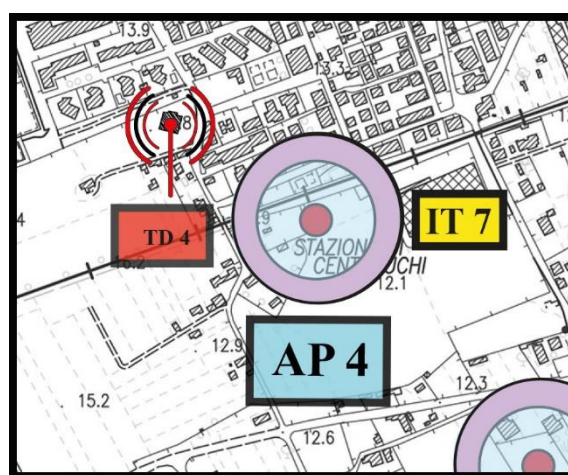 13.9
13.3
TD 4
IT 7
STAZION
CENT
UCHI
12.1
AP 4
12.9
15.2
12.3
12.6